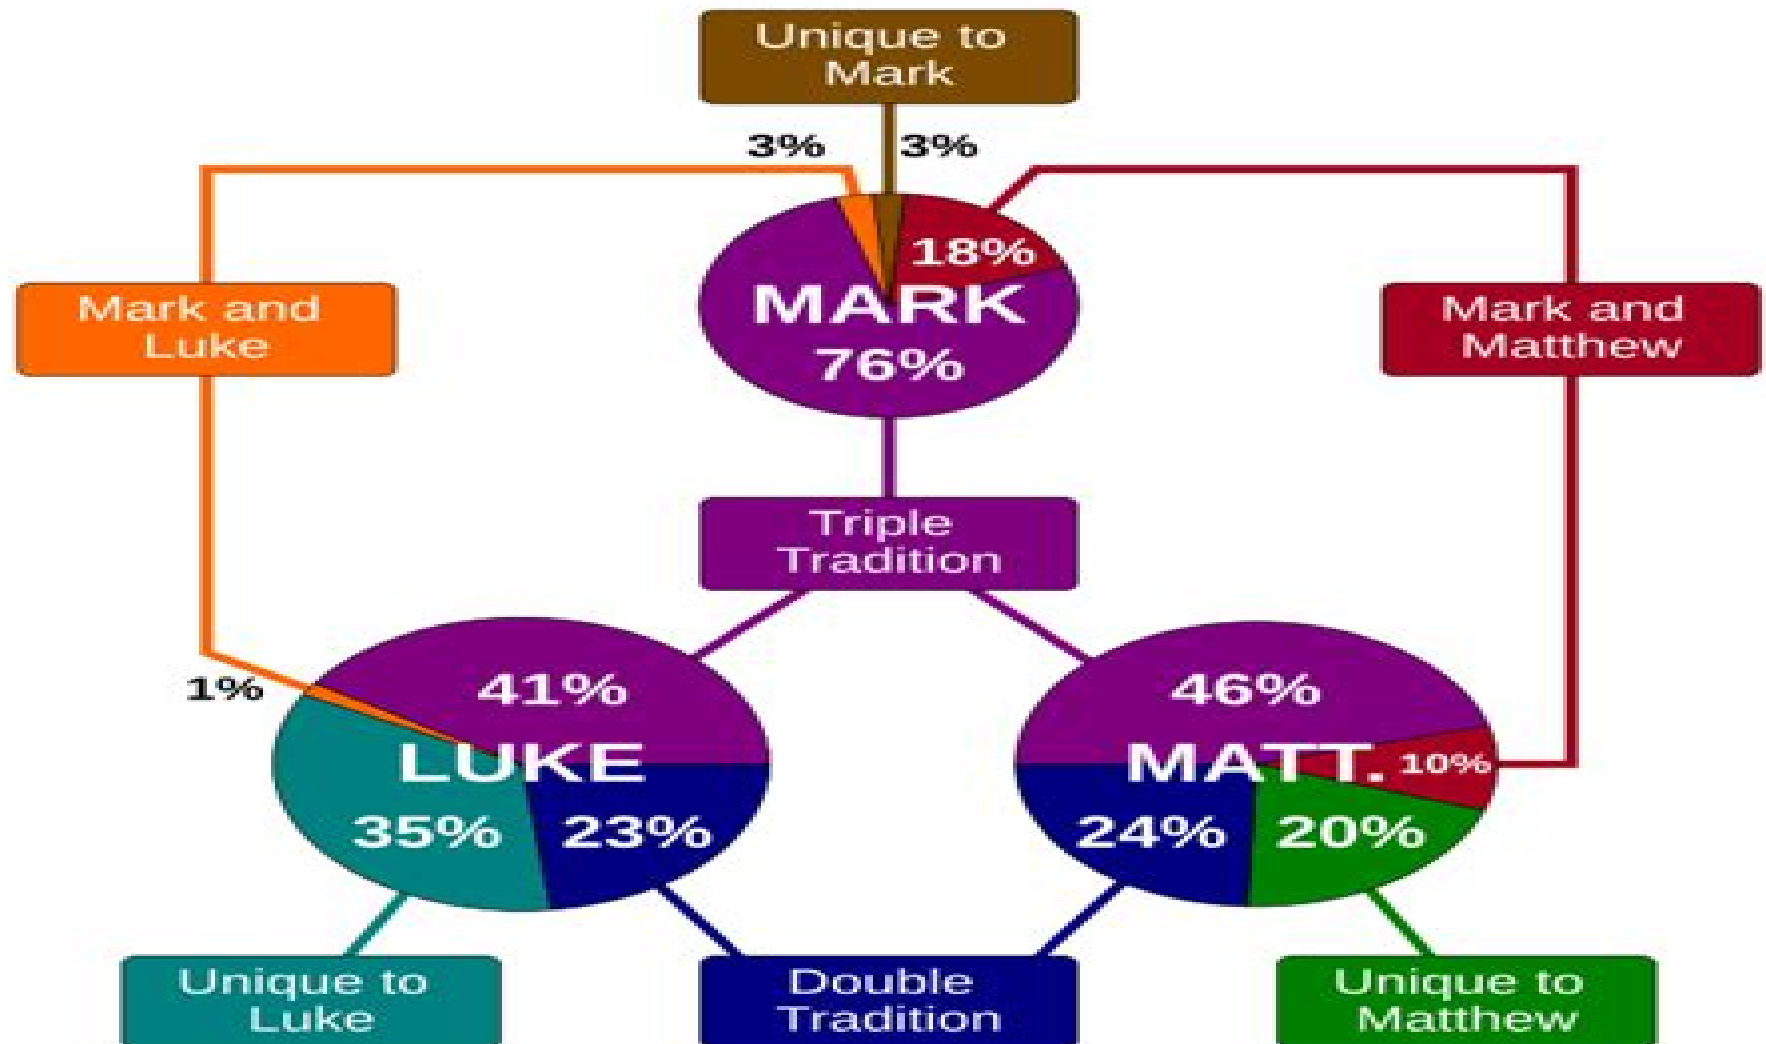 Unique to
Mark
3%
3%
18%
MARK
76%
Mark and
Luke
Mark and
Matthew
Triple
Tradition
1%
41%
LUKE
35%
23%
46%
MATT.
10%
24%
20%
Unique to
Luke
Double
Tradition
Unique to
Matthew